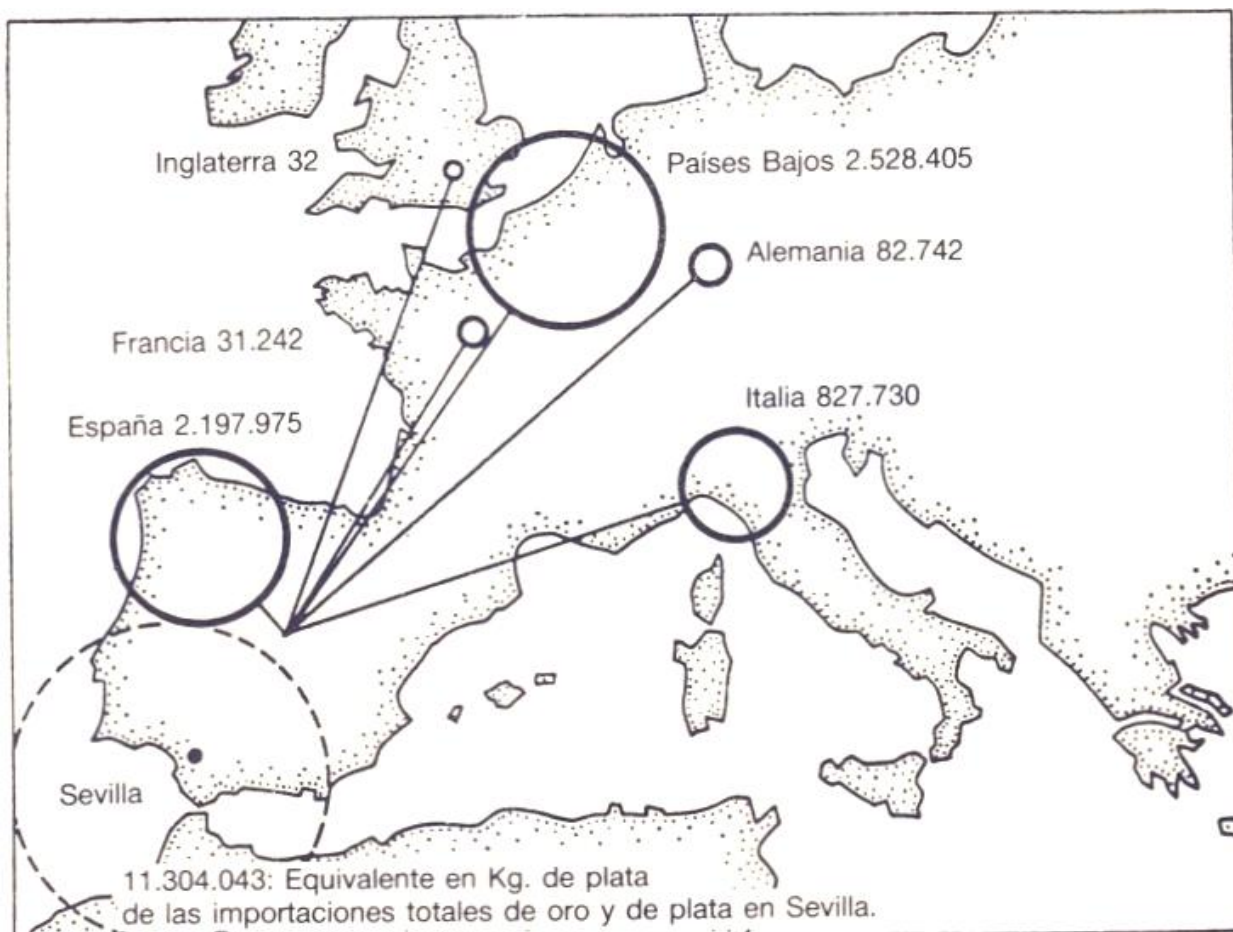 Inglaterra 32
Países Bajos 2.528.405
Alemania 82.742
Francia 31.242
Italia 827.730
España 2.197.975
Sevilla
11.304.043: Equivalente en Kg. de plata
de las importaciones totales de oro y de plata en Sevilla.